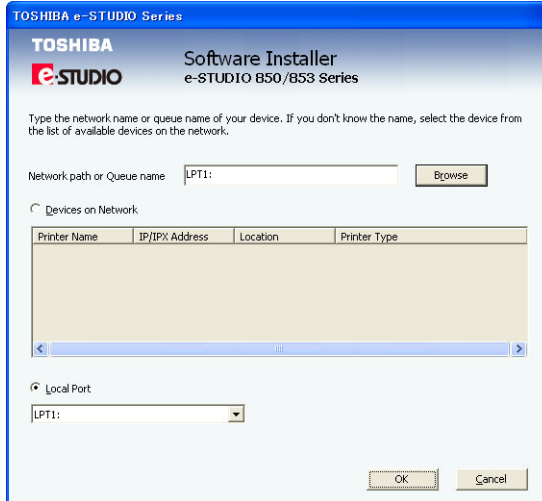 TOSHIBA e-STUDIO Series
TOSHIBA
e-STUDIO
Software Installer
e-STUDIO 850/853 Series
Type the network name or queue name of your device. If you don't know the name, select the device from
the list of available devices on the network.
Network path or Queue name LPT1: Browse
Devices on Network
Printer Name IP/IPX Address Location Printer Type
Local Port
LPT1:
OK Cancel